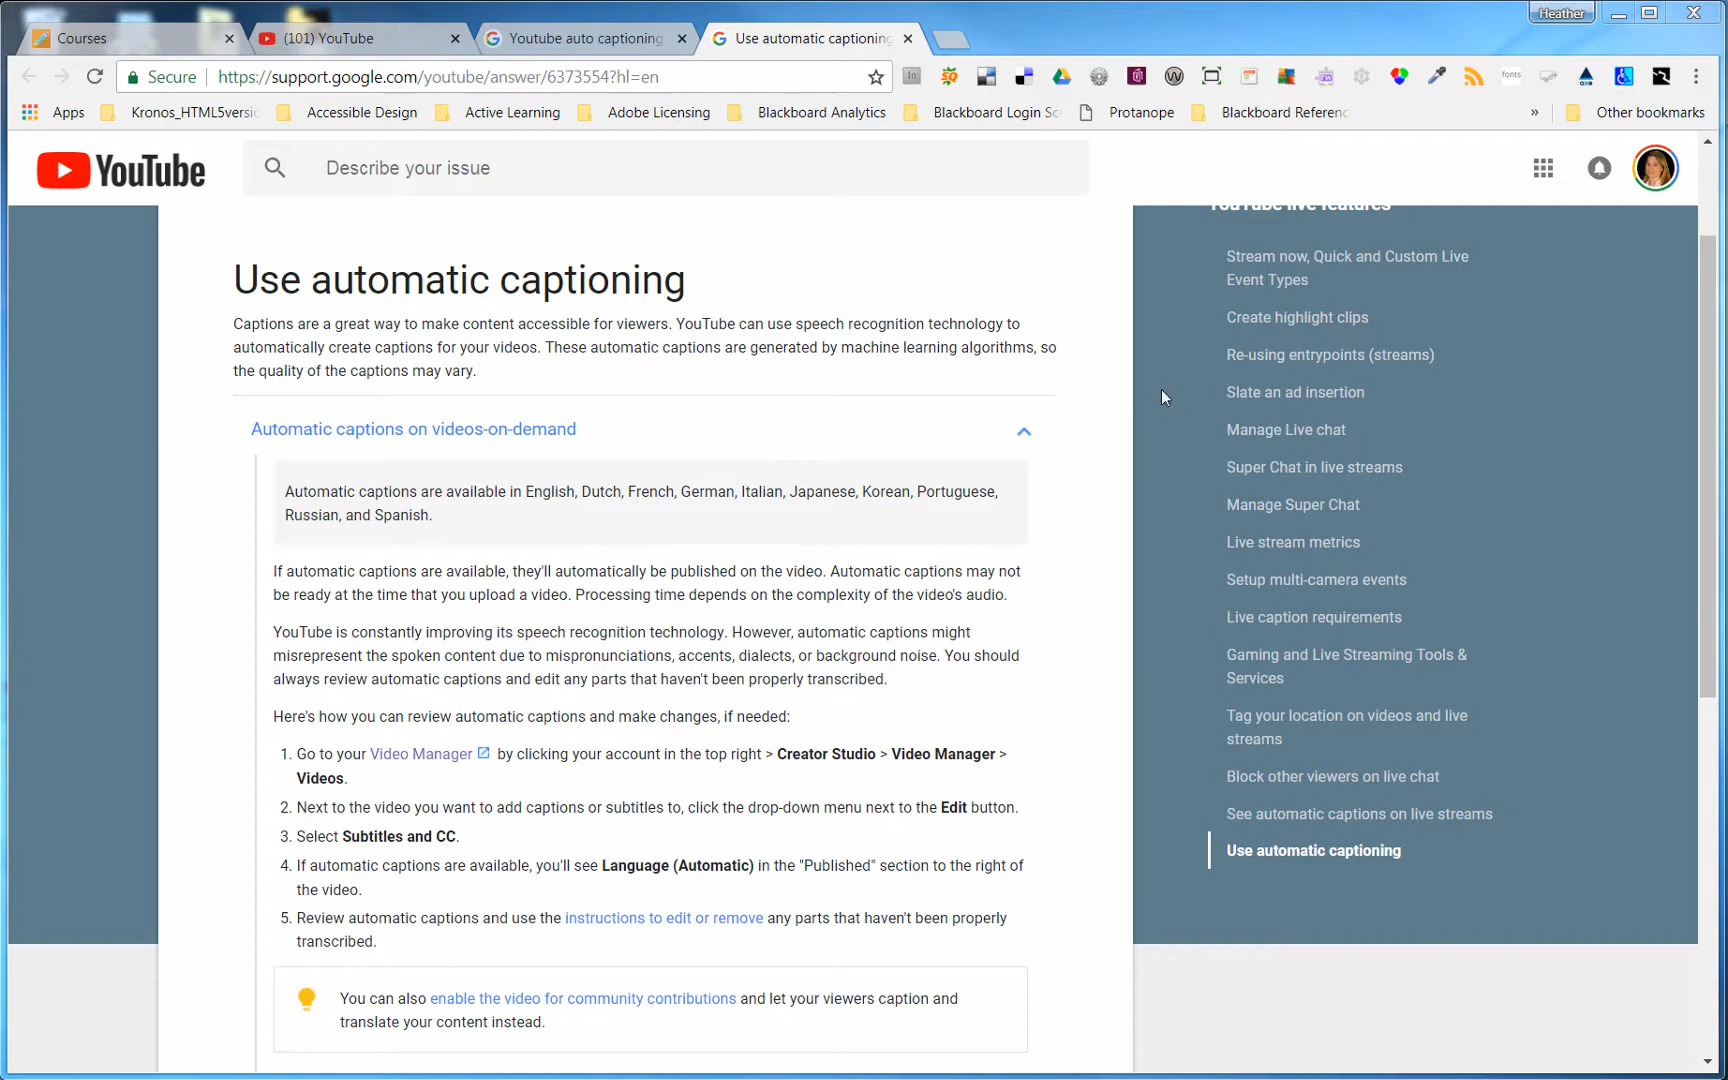 Heather
Courses
(101) YouTube
Youtube auto captioning
Use automatic captioning
Secure
https://support.google.com/youtube/answer/6373554?hl=en
fonts
Apps
Kronos_HTML5versic
Accessible Design
Active Learning
Adobe Licensing
Blackboard Analytics
Blackboard Login Sc
Protanope
Blackboard Referenc
»
Other bookmarks
YouTube
Describe your issue
YouTube live features
Use automatic captioning
Captions are a great way to make content accessible for viewers. YouTube can use speech recognition technology to
automatically create captions for your videos. These automatic captions are generated by machine learning algorithms, so
the quality of the captions may vary.
Automatic captions on videos-on-demand
Automatic captions are available in English, Dutch, French, German, Italian, Japanese, Korean, Portuguese,
Russian, and Spanish.
If automatic captions are available, they'll automatically be published on the video. Automatic captions may not
be ready at the time that you upload a video. Processing time depends on the complexity of the video's audio.
YouTube is constantly improving its speech recognition technology. However, automatic captions might
misrepresent the spoken content due to mispronunciations, accents, dialects, or background noise. You should
always review automatic captions and edit any parts that haven't been properly transcribed.
Here's how you can review automatic captions and make changes, if needed:
1. Go to your Video Manager by clicking your account in the top right > Creator Studio > Video Manager >
Videos.
2. Next to the video you want to add captions or subtitles to, click the drop-down menu next to the Edit button.
3. Select Subtitles and CC.
4. If automatic captions are available, you'll see Language (Automatic) in the "Published" section to the right of
the video.
5. Review automatic captions and use the instructions to edit or remove any parts that haven't been properly
transcribed.
You can also enable the video for community contributions and let your viewers caption and
translate your content instead.
Stream now, Quick and Custom Live
Event Types
Create highlight clips
Re-using entrypoints (streams)
Slate an ad insertion
Manage Live chat
Super Chat in live streams
Manage Super Chat
Live stream metrics
Setup multi-camera events
Live caption requirements
Gaming and Live Streaming Tools &
Services
Tag your location on videos and live
streams
Block other viewers on live chat
See automatic captions on live streams
Use automatic captioning